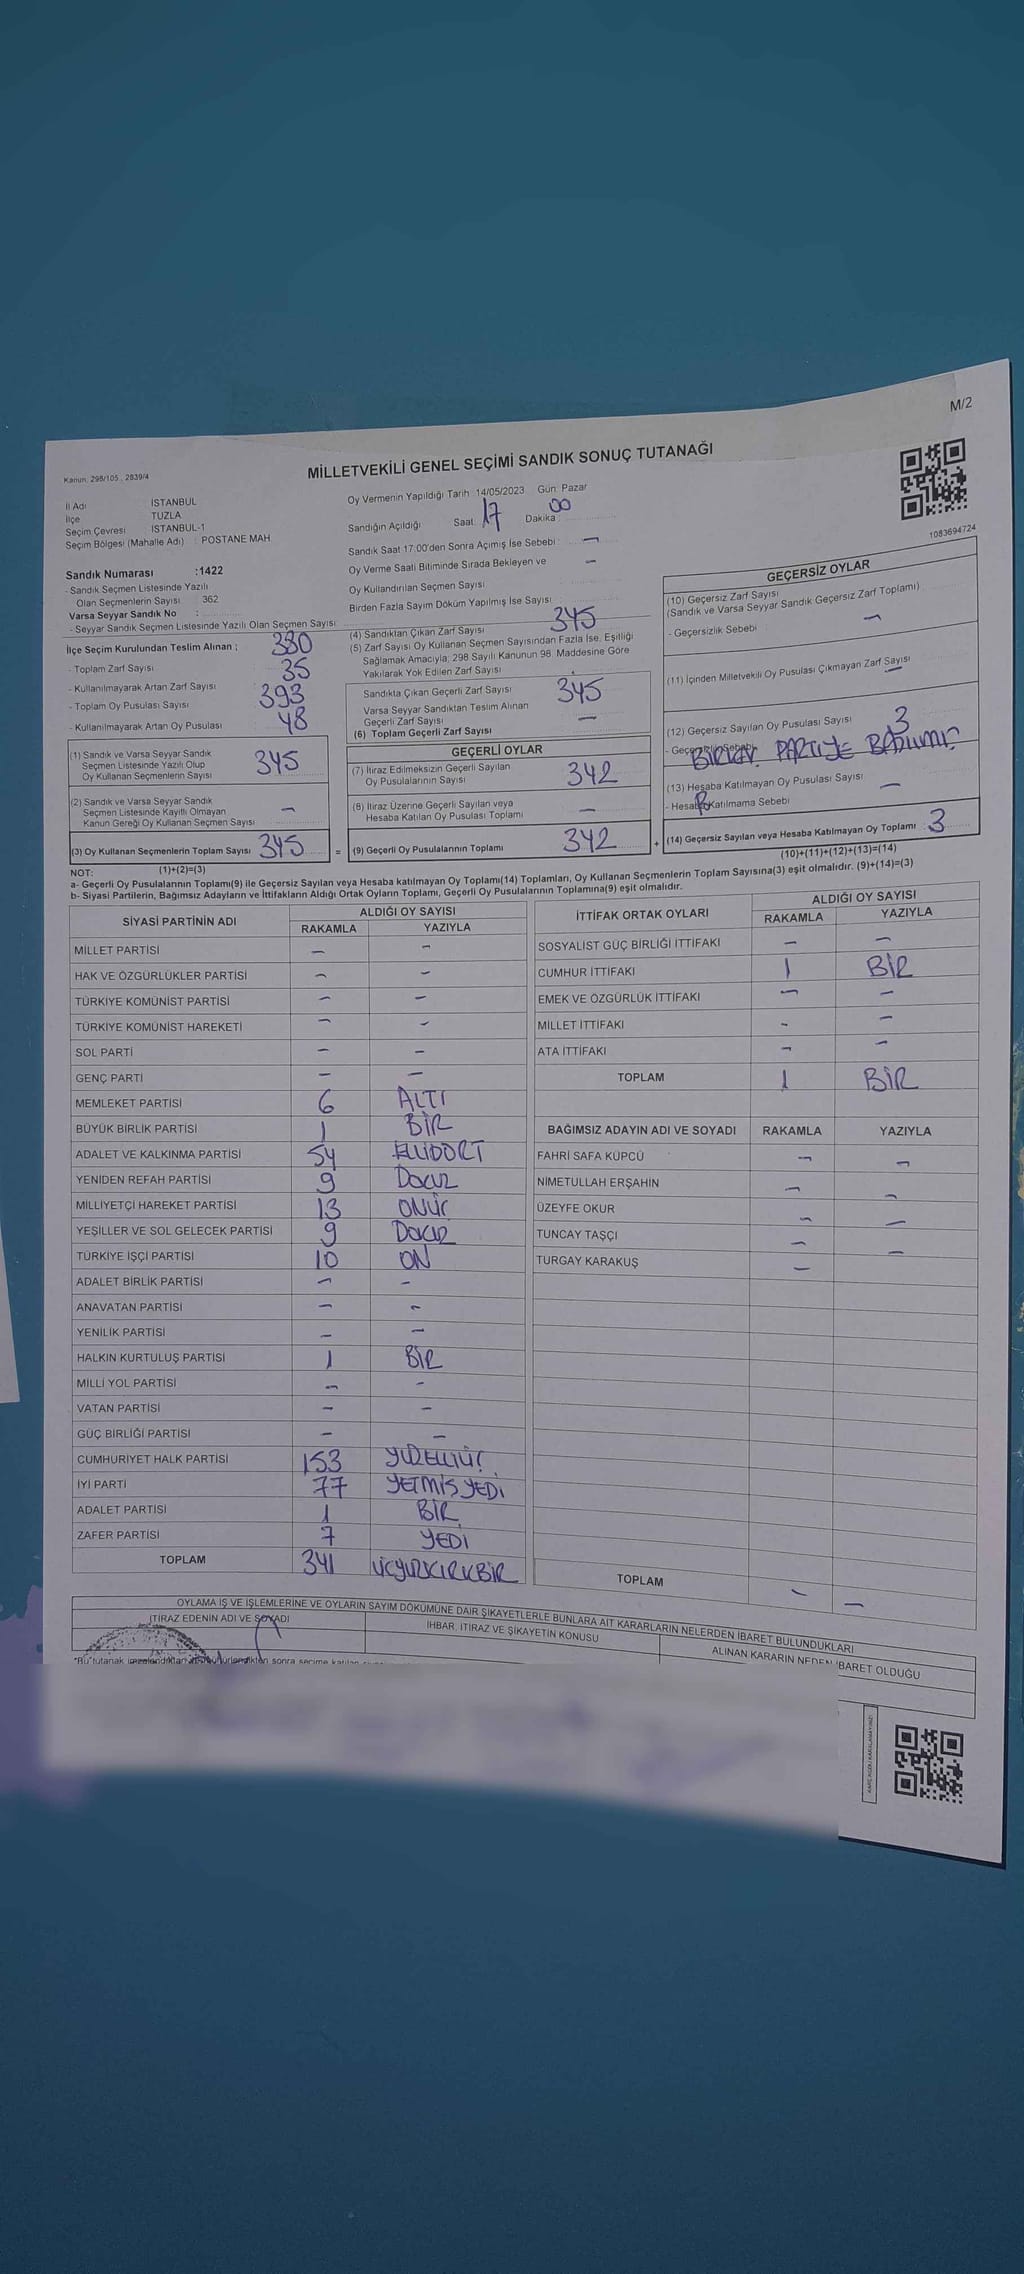 M/2
Kanun: 298/105, 2839/4
MİLLETVEKİLİ GENEL SEÇİMİ SANDIK SONUÇ TUTANAĞI
İl Adı İSTANBUL
İlçe TUZLA
Seçim Çevresi İSTANBUL-1
Seçim Bölgesi (Mahalle Adı) : POSTANE MAH
Sandık Numarası :1422
- Sandık Seçmen Listesinde Yazılı
Olan Seçmenlerin Sayısı : 362
Varsa Seyyar Sandık No :
- Seyyar Sandık Seçmen Listesinde Yazılı Olan Seçmen Sayısı
İlçe Seçim Kurulundan Teslim Alınan ;
- Toplam Zarf Sayısı 380
- Kullanılmayarak Artan Zarf Sayısı 35
- Toplam Oy Pusulası Sayısı 393
- Kullanılmayarak Artan Oy Pusulası 48
(1) Sandık ve Varsa Seyyar Sandık
Seçmen Listesinde Yazılı Olup
Oy Kullanan Seçmenlerin Sayısı 345
(2) Sandık ve Varsa Seyyar Sandık
Seçmen Listesinde Kayıtlı Olmayan
Kanun Gereği Oy Kullanan Seçmen Sayısı -
(3) Oy Kullanan Seçmenlerin Toplam Sayısı 345 =
(1)+(2)=(3)
Oy Vermenin Yapıldığı Tarih: 14/05/2023 Gün: Pazar
Sandığın Açıldığı Saat: 17 Dakika: 00
Sandık Saat 17:00'den Sonra Açılmış İse Sebebi : -
Oy Verme Saati Bitiminde Sırada Bekleyen ve -
Oy Kullandırılan Seçmen Sayısı
Birden Fazla Sayım Döküm Yapılmış İse Sayısı
(4) Sandıktan Çıkan Zarf Sayısı 345
(5) Zarf Sayısı Oy Kullanan Seçmen Sayısından Fazla İse, Eşitliği
Sağlamak Amacıyla, 298 Sayılı Kanunun 98. Maddesine Göre
Yakılarak Yok Edilen Zarf Sayısı
Sandıkta Çıkan Geçerli Zarf Sayısı 345
Varsa Seyyar Sandıktan Teslim Alınan
Geçerli Zarf Sayısı -
(6) Toplam Geçerli Zarf Sayısı
GEÇERLİ OYLAR
(7) İtiraz Edilmeksizin Geçerli Sayılan
Oy Pusulalarının Sayısı 342
(8) İtiraz Üzerine Geçerli Sayılan veya
Hesaba Katılan Oy Pusulası Toplamı -
(9) Geçerli Oy Pusulalarının Toplamı 342 +
1083694724
GEÇERSİZ OYLAR
(10) Geçersiz Zarf Sayısı
(Sandık ve Varsa Seyyar Sandık Geçersiz Zarf Toplamı)
- Geçersizlik Sebebi : -
(11) İçinden Milletvekili Oy Pusulası Çıkmayan Zarf Sayısı -
(12) Geçersiz Sayılan Oy Pusulası Sayısı 3
- Geçersizlik Sebebi PARTİYE
(13) Hesaba Katılmayan Oy Pusulası Sayısı -
- Hesaba Katılmama Sebebi
(14) Geçersiz Sayılan veya Hesaba Katılmayan Oy Toplamı 3
(10)+(11)+(12)+(13)=(14)
NOT:
a- Geçerli Oy Pusulalarının Toplamı(9) ile Geçersiz Sayılan veya Hesaba katılmayan Oy Toplamı(14) Toplamları, Oy Kullanan Seçmenlerin Toplam Sayısına(3) eşit olmalıdır. (9)+(14)=(3)
b- Siyasi Partilerin, Bağımsız Adayların ve İttifakların Aldığı Ortak Oyların Toplamı, Geçerli Oy Pusulalarının Toplamına(9) eşit olmalıdır.
SİYASİ PARTİNİN ADI ALDIĞI OY SAYISI
RAKAMLA YAZIYLA
MİLLET PARTİSİ - -
HAK VE ÖZGÜRLÜKLER PARTİSİ - -
TÜRKİYE KOMÜNİST PARTİSİ - -
TÜRKİYE KOMÜNİST HAREKETİ - -
SOL PARTİ - -
GENÇ PARTİ - -
MEMLEKET PARTİSİ 6 ALTI
BÜYÜK BİRLİK PARTİSİ 1 BİR
ADALET VE KALKINMA PARTİSİ 54 ELLİDÖRT
YENİDEN REFAH PARTİSİ 9 DOKUZ
MİLLİYETÇİ HAREKET PARTİSİ 13 ONÜÇ
YEŞİLLER VE SOL GELECEK PARTİSİ 9 DOKUZ
TÜRKİYE İŞÇİ PARTİSİ 10 ON
ADALET BİRLİK PARTİSİ - -
ANAVATAN PARTİSİ - -
YENİLİK PARTİSİ - -
HALKIN KURTULUŞ PARTİSİ 1 BİR
MİLLİ YOL PARTİSİ - -
VATAN PARTİSİ - -
GÜÇ BİRLİĞİ PARTİSİ - -
CUMHURİYET HALK PARTİSİ 153 YÜZELLİÜÇ
İYİ PARTİ 77 YETMİŞYEDİ
ADALET PARTİSİ 1 BİR
ZAFER PARTİSİ 7 YEDİ
TOPLAM 341 ÜÇYÜZKIRKBİR
İTTİFAK ORTAK OYLARI ALDIĞI OY SAYISI
RAKAMLA YAZIYLA
SOSYALİST GÜÇ BİRLİĞİ İTTİFAKI - -
CUMHUR İTTİFAKI 1 BİR
EMEK VE ÖZGÜRLÜK İTTİFAKI - -
MİLLET İTTİFAKI - -
ATA İTTİFAKI - -
TOPLAM 1 BİR
BAĞIMSIZ ADAYIN ADI VE SOYADI RAKAMLA YAZIYLA
FAHRİ SAFA KÜPCÜ - -
NİMETULLAH ERŞAHİN - -
ÜZEYFE OKUR - -
TUNCAY TAŞÇI - -
TURGAY KARAKUŞ -
TOPLAM - -
OYLAMA İŞ VE İŞLEMLERİNE VE OYLARIN SAYIM DÖKÜMÜNE DAİR ŞİKAYETLERLE BUNLARA AİT KARARLARIN NELERDEN İBARET BULUNDUKLARI
İTİRAZ EDENİN ADI VE SOYADI İHBAR, İTİRAZ VE ŞİKAYETİN KONUSU ALINAN KARARIN NEDEN İBARET OLDUĞU
"Bu tutanak imzalandıktan mühürlendikten sonra seçime katılan